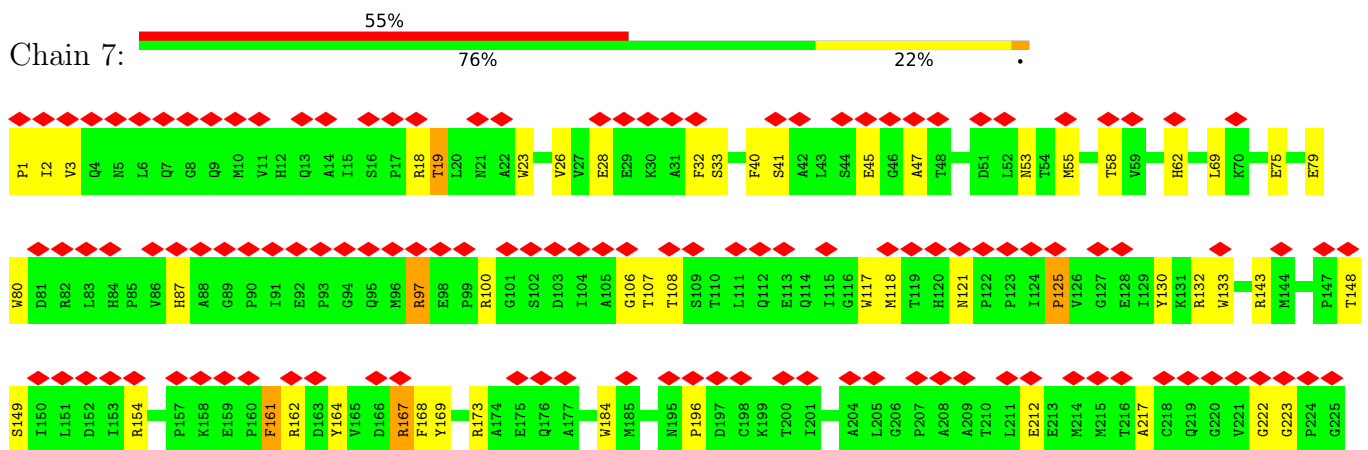 55%
Chain 7:
76% 22% •
P1 I2 V3 Q4 N5 L6 Q7 G8 Q9 M10 V11 H12 Q13 A14 I15 S16 P17 R18 T19 L20 N21 A22 W23 V26 V27 E28 E29 K30 A31 F32 S33 F40 S41 A42 L43 S44 E45 G46 A47 T48 D51 L52 N53 T54 M55 T58 V59 H62 L69 K70 E75 E79
W80 D81 R82 L83 H84 P85 V86 H87 A88 G89 P90 I91 E92 P93 G94 Q95 M96 R97 E98 P99 R100 G101 S102 D103 I104 A105 G106 T107 T108 S109 T110 L111 Q112 E113 Q114 I115 G116 W117 M118 T119 H120 N121 P122 P123 I124 P125 V126 G127 E128 I129 Y130 K131 R132 W133 R143 M144 P147 T148
S149 I150 L151 D152 I153 R154 P157 K158 E159 P160 F161 R162 D163 Y164 V165 D166 R167 F168 Y169 R173 A174 E175 Q176 A177 W184 M185 N195 P196 D197 C198 K199 T200 I201 A204 L205 G206 P207 A208 A209 T210 L211 E212 E213 M214 M215 T216 A217 C218 Q219 G220 V221 G222 G223 P224 G225